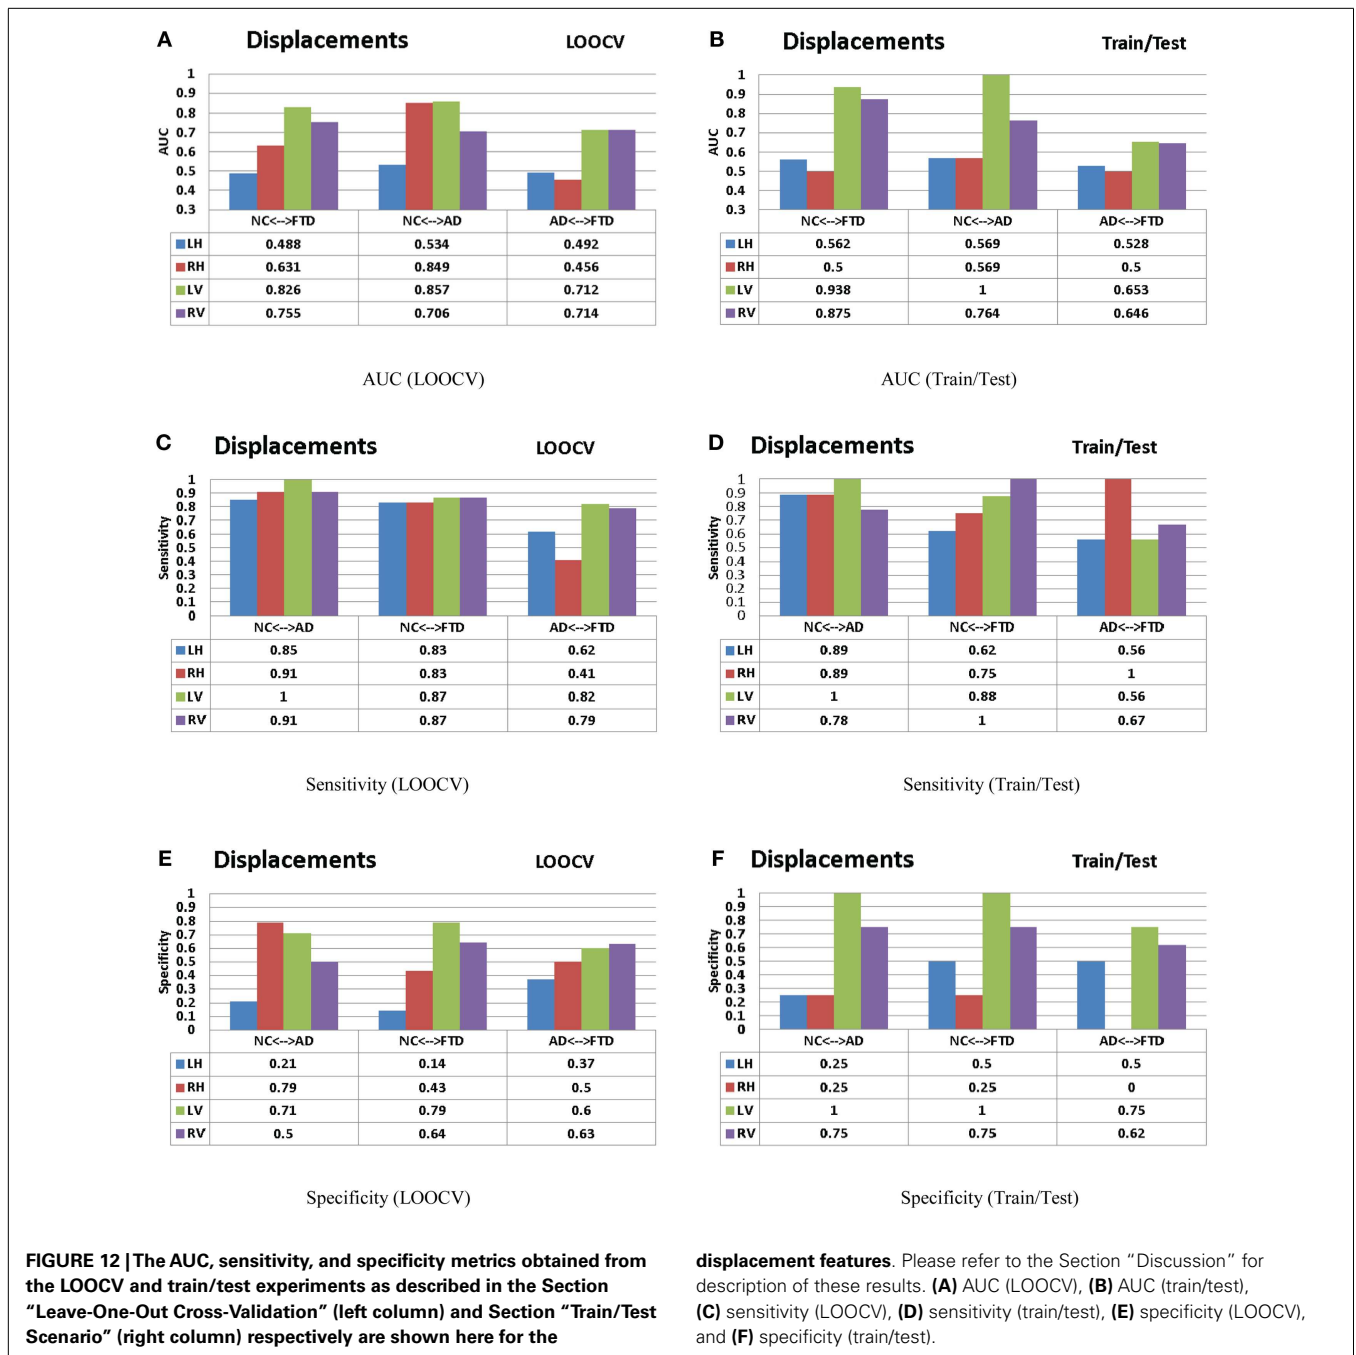 A Displacements LOOCV
1
0.9
0.8
0.7
0.6
0.5
0.4
0.3
AUC
NC<-->FTD NC<-->AD AD<-->FTD
LH 0.488 0.534 0.492
RH 0.631 0.849 0.456
LV 0.826 0.857 0.712
RV 0.755 0.706 0.714
AUC (LOOCV)
B Displacements Train/Test
1
0.9
0.8
0.7
0.6
0.5
0.4
0.3
AUC
NC<-->FTD NC<-->AD AD<-->FTD
LH 0.562 0.569 0.528
RH 0.5 0.569 0.5
LV 0.938 1 0.653
RV 0.875 0.764 0.646
AUC (Train/Test)
C Displacements LOOCV
1
0.9
0.8
0.7
0.6
0.5
0.4
0.3
0.2
0.1
0
Sensitivity
NC<-->AD NC<-->FTD AD<-->FTD
LH 0.85 0.83 0.62
RH 0.91 0.83 0.41
LV 1 0.87 0.82
RV 0.91 0.87 0.79
Sensitivity (LOOCV)
D Displacements Train/Test
1
0.9
0.8
0.7
0.6
0.5
0.4
0.3
0.2
0.1
0
Sensitivity
NC<-->AD NC<-->FTD AD<-->FTD
LH 0.89 0.62 0.56
RH 0.89 0.75 1
LV 1 0.88 0.56
RV 0.78 1 0.67
Sensitivity (Train/Test)
E Displacements LOOCV
1
0.9
0.8
0.7
0.6
0.5
0.4
0.3
0.2
0.1
0
Specificity
NC<-->AD NC<-->FTD AD<-->FTD
LH 0.21 0.14 0.37
RH 0.79 0.43 0.5
LV 0.71 0.79 0.6
RV 0.5 0.64 0.63
Specificity (LOOCV)
F Displacements Train/Test
1
0.9
0.8
0.7
0.6
0.5
0.4
0.3
0.2
0.1
0
Specificity
NC<-->AD NC<-->FTD AD<-->FTD
LH 0.25 0.5 0.5
RH 0.25 0.25 0
LV 1 1 0.75
RV 0.75 0.75 0.62
Specificity (Train/Test)
FIGURE 12 | The AUC, sensitivity, and specificity metrics obtained from
the LOOCV and train/test experiments as described in the Section
“Leave-One-Out Cross-Validation” (left column) and Section “Train/Test
Scenario” (right column) respectively are shown here for the
displacement features. Please refer to the Section “Discussion” for
description of these results. (A) AUC (LOOCV), (B) AUC (train/test),
(C) sensitivity (LOOCV), (D) sensitivity (train/test), (E) specificity (LOOCV),
and (F) specificity (train/test).